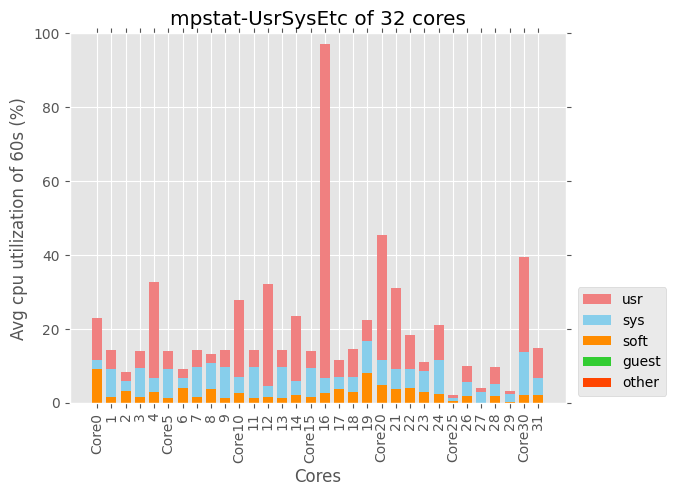 mpstat-UsrSysEtc of 32 cores
Avg cpu utilization of 60s (%)
100
80
60
40
20
0
Core0
1
2
3
4
Core5
6
7
8
9
Core10
11
12
13
14
Core15
16
17
18
19
Core20
21
22
23
24
Core25
26
27
28
29
Core30
31
Cores
usr
sys
soft
guest
other